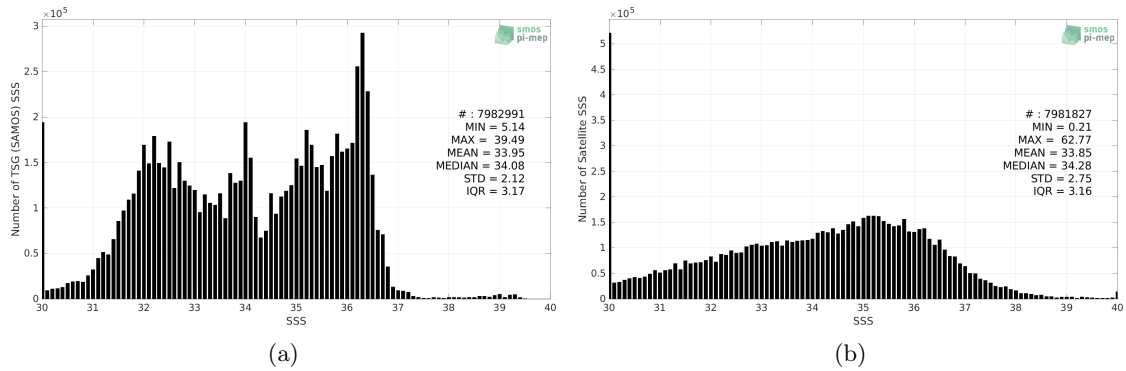 ×10^5
3
2.5
2
1.5
1
0.5
0
30 31 32 33 34 35 36 37 38 39 40
SSS
Number of TSG (SAMOS) SSS
smos
pi-mep
# : 7982991
MIN = 5.14
MAX = 39.49
MEAN = 33.95
MEDIAN = 34.08
STD = 2.12
IQR = 3.17
(a)
×10^5
5
4.5
4
3.5
3
2.5
2
1.5
1
0.5
0
30 31 32 33 34 35 36 37 38 39 40
SSS
Number of Satellite SSS
smos
pi-mep
# : 7981827
MIN = 0.21
MAX = 62.77
MEAN = 33.85
MEDIAN = 34.28
STD = 2.75
IQR = 3.16
(b)